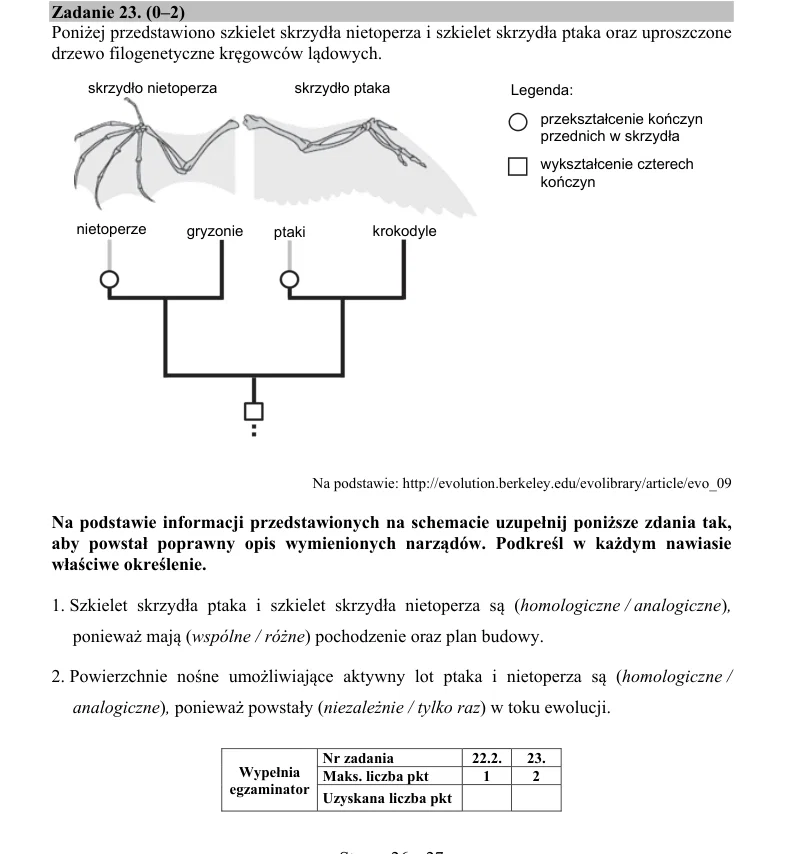 Zadanie 23. (0–2)
Poniżej przedstawiono szkielet skrzydła nietoperza i szkielet skrzydła ptaka oraz uproszczone
drzewo filogenetyczne kręgowców lądowych.
skrzydło nietoperza
skrzydło ptaka
Legenda:
przekształcenie kończyn
przednich w skrzydła
wykształcenie czterech
kończyn
nietoperze
gryzonie
ptaki
krokodyle
Na podstawie: http://evolution.berkeley.edu/evolibrary/article/evo_09
Na podstawie informacji przedstawionych na schemacie uzupełnij poniższe zdania tak,
aby powstał poprawny opis wymienionych narządów. Podkreśl w każdym nawiasie
właściwe określenie.
1. Szkielet skrzydła ptaka i szkielet skrzydła nietoperza są (homologiczne / analogiczne),
ponieważ mają (wspólne / różne) pochodzenie oraz plan budowy.
2. Powierzchnie nośne umożliwiające aktywny lot ptaka i nietoperza są (homologiczne /
analogiczne), ponieważ powstały (niezależnie / tylko raz) w toku ewolucji.
Wypełnia
egzaminator
Nr zadania 22.2. 23.
Maks. liczba pkt 1 2
Uzyskana liczba pkt